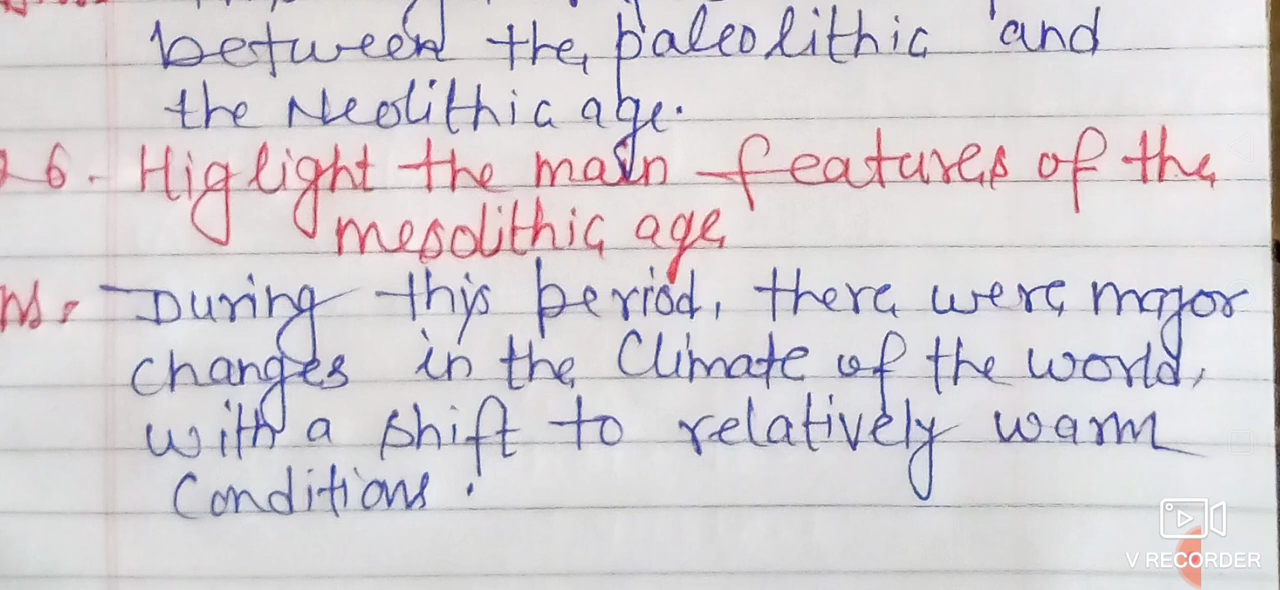 between the paleolithic and
the Neolithic age.
6. Higlight the main features of the
mesolithic age
During this period, there were major
changes in the Climate of the world,
with a shift to relatively warm
Conditions.
V RECORDER